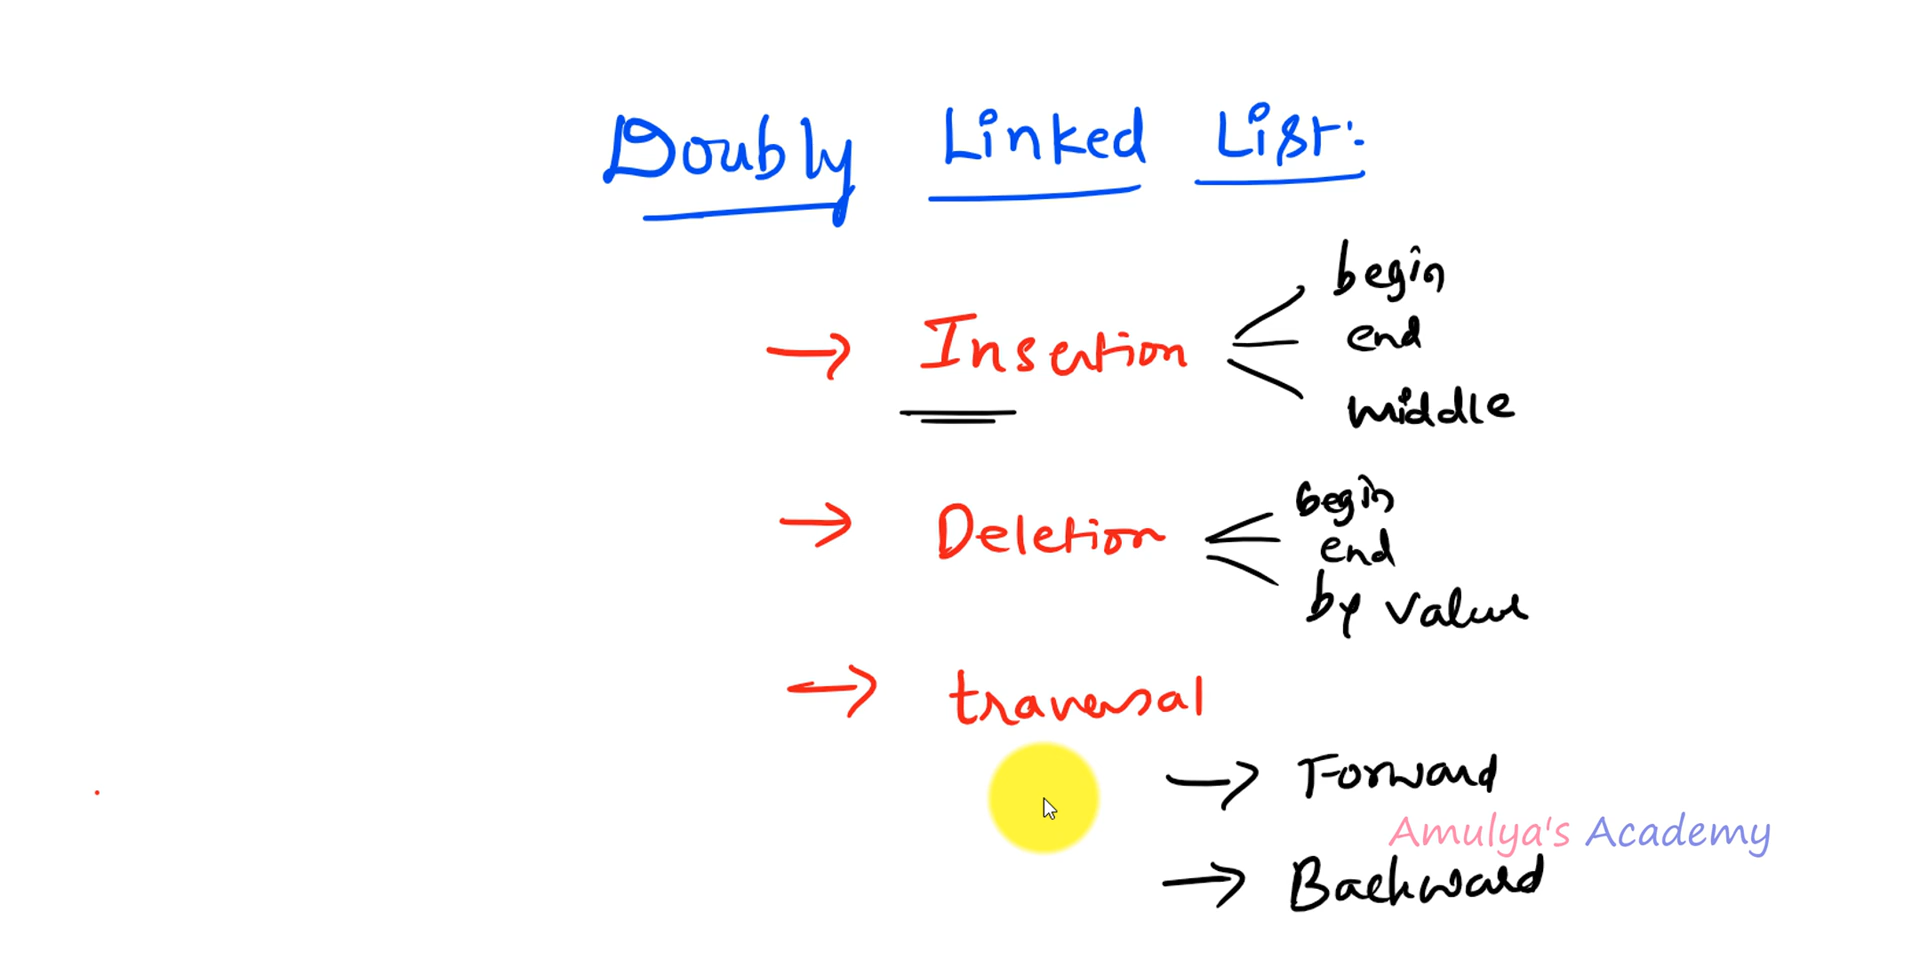 Doubly Linked List:
begin
→ Insertion end
middle
begin
→ Deletion end
by value
→ traversal
→ Forward
Amulya's Academy
→ Backward